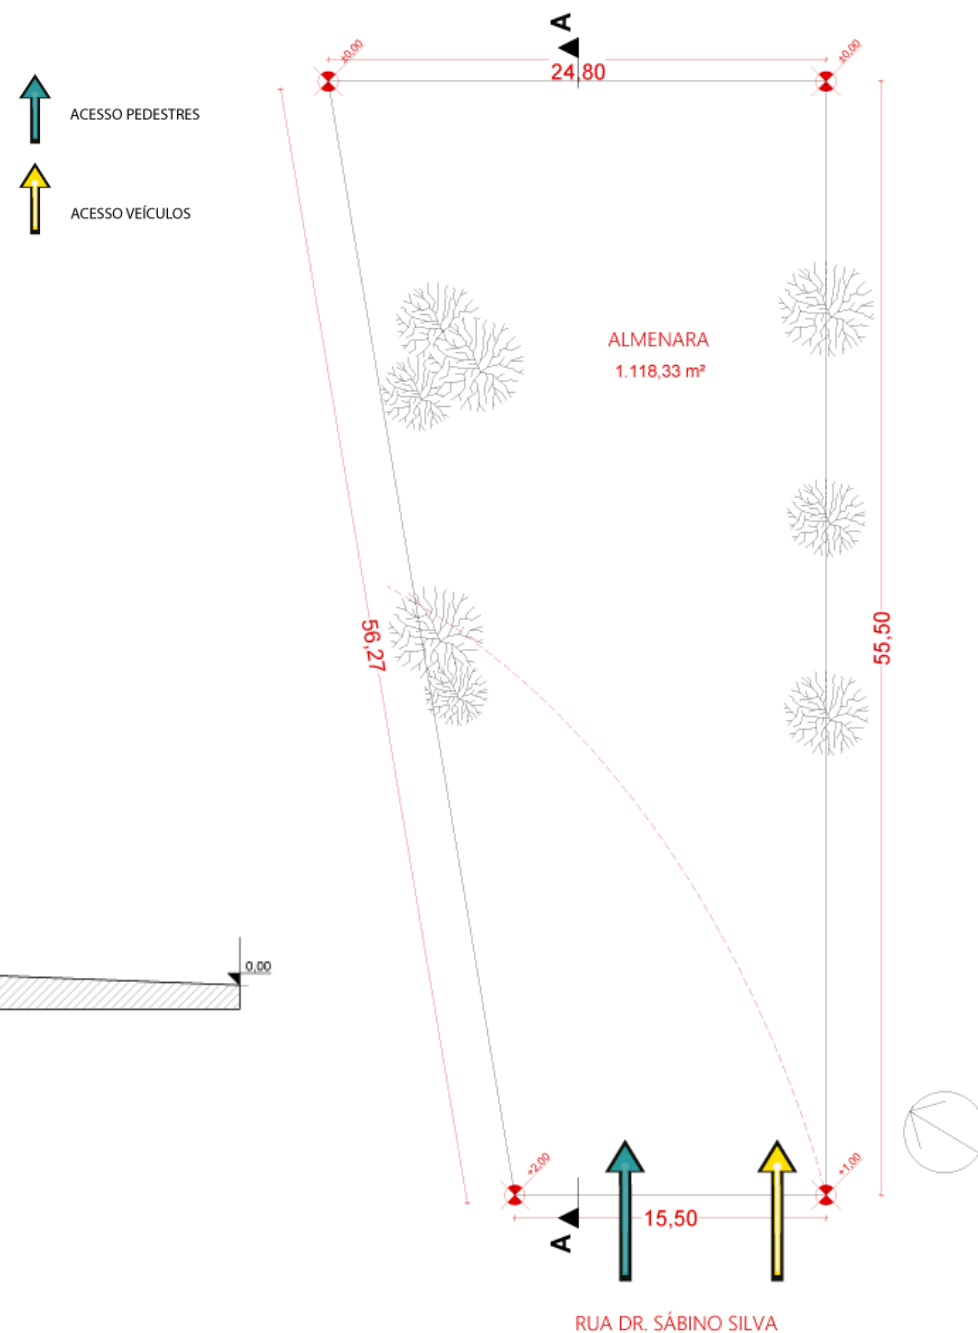 A
±0,00
±0,00
24,80
ACESSO PEDESTRES
ACESSO VEÍCULOS
ALMENARA
1.118,33 m²
56,27
55,50
0,00
+2,00
+1,00
15,50
A
RUA DR. SÁBINO SILVA